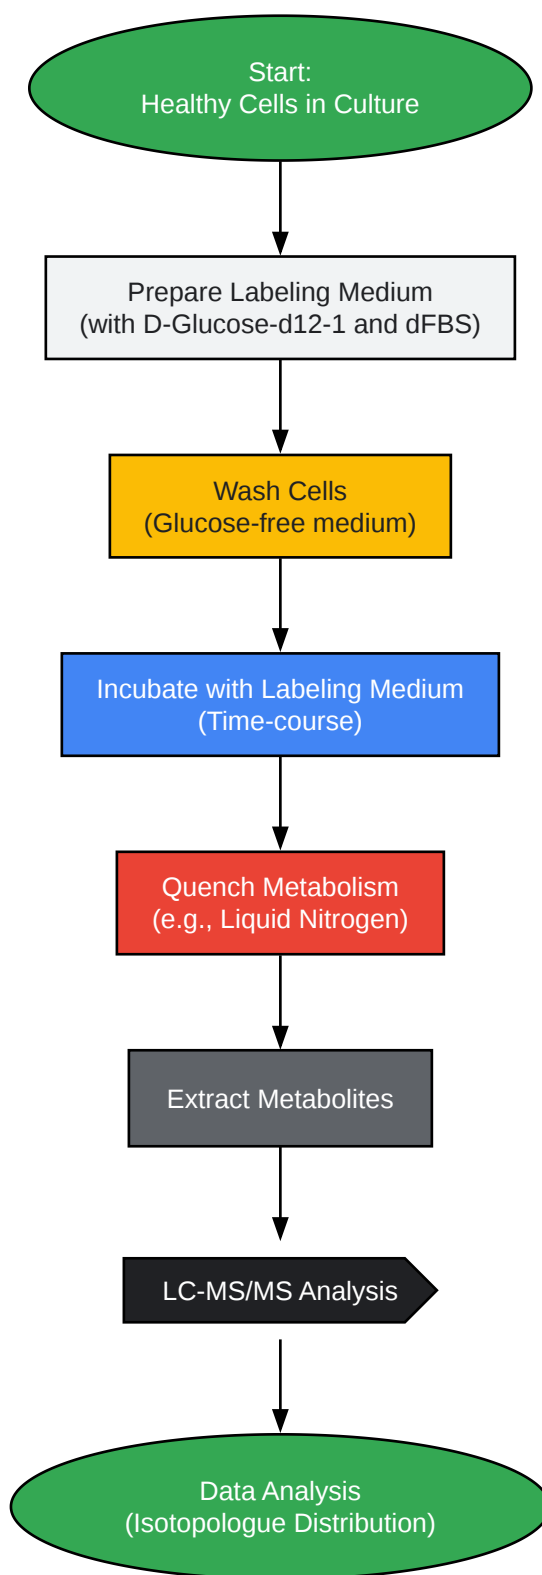 Start:
Healthy Cells in Culture
Prepare Labeling Medium
(with D-Glucose-d12-1 and dFBS)
Wash Cells
(Glucose-free medium)
Incubate with Labeling Medium
(Time-course)
Quench Metabolism
(e.g., Liquid Nitrogen)
Extract Metabolites
LC-MS/MS Analysis
Data Analysis
(Isotopologue Distribution)